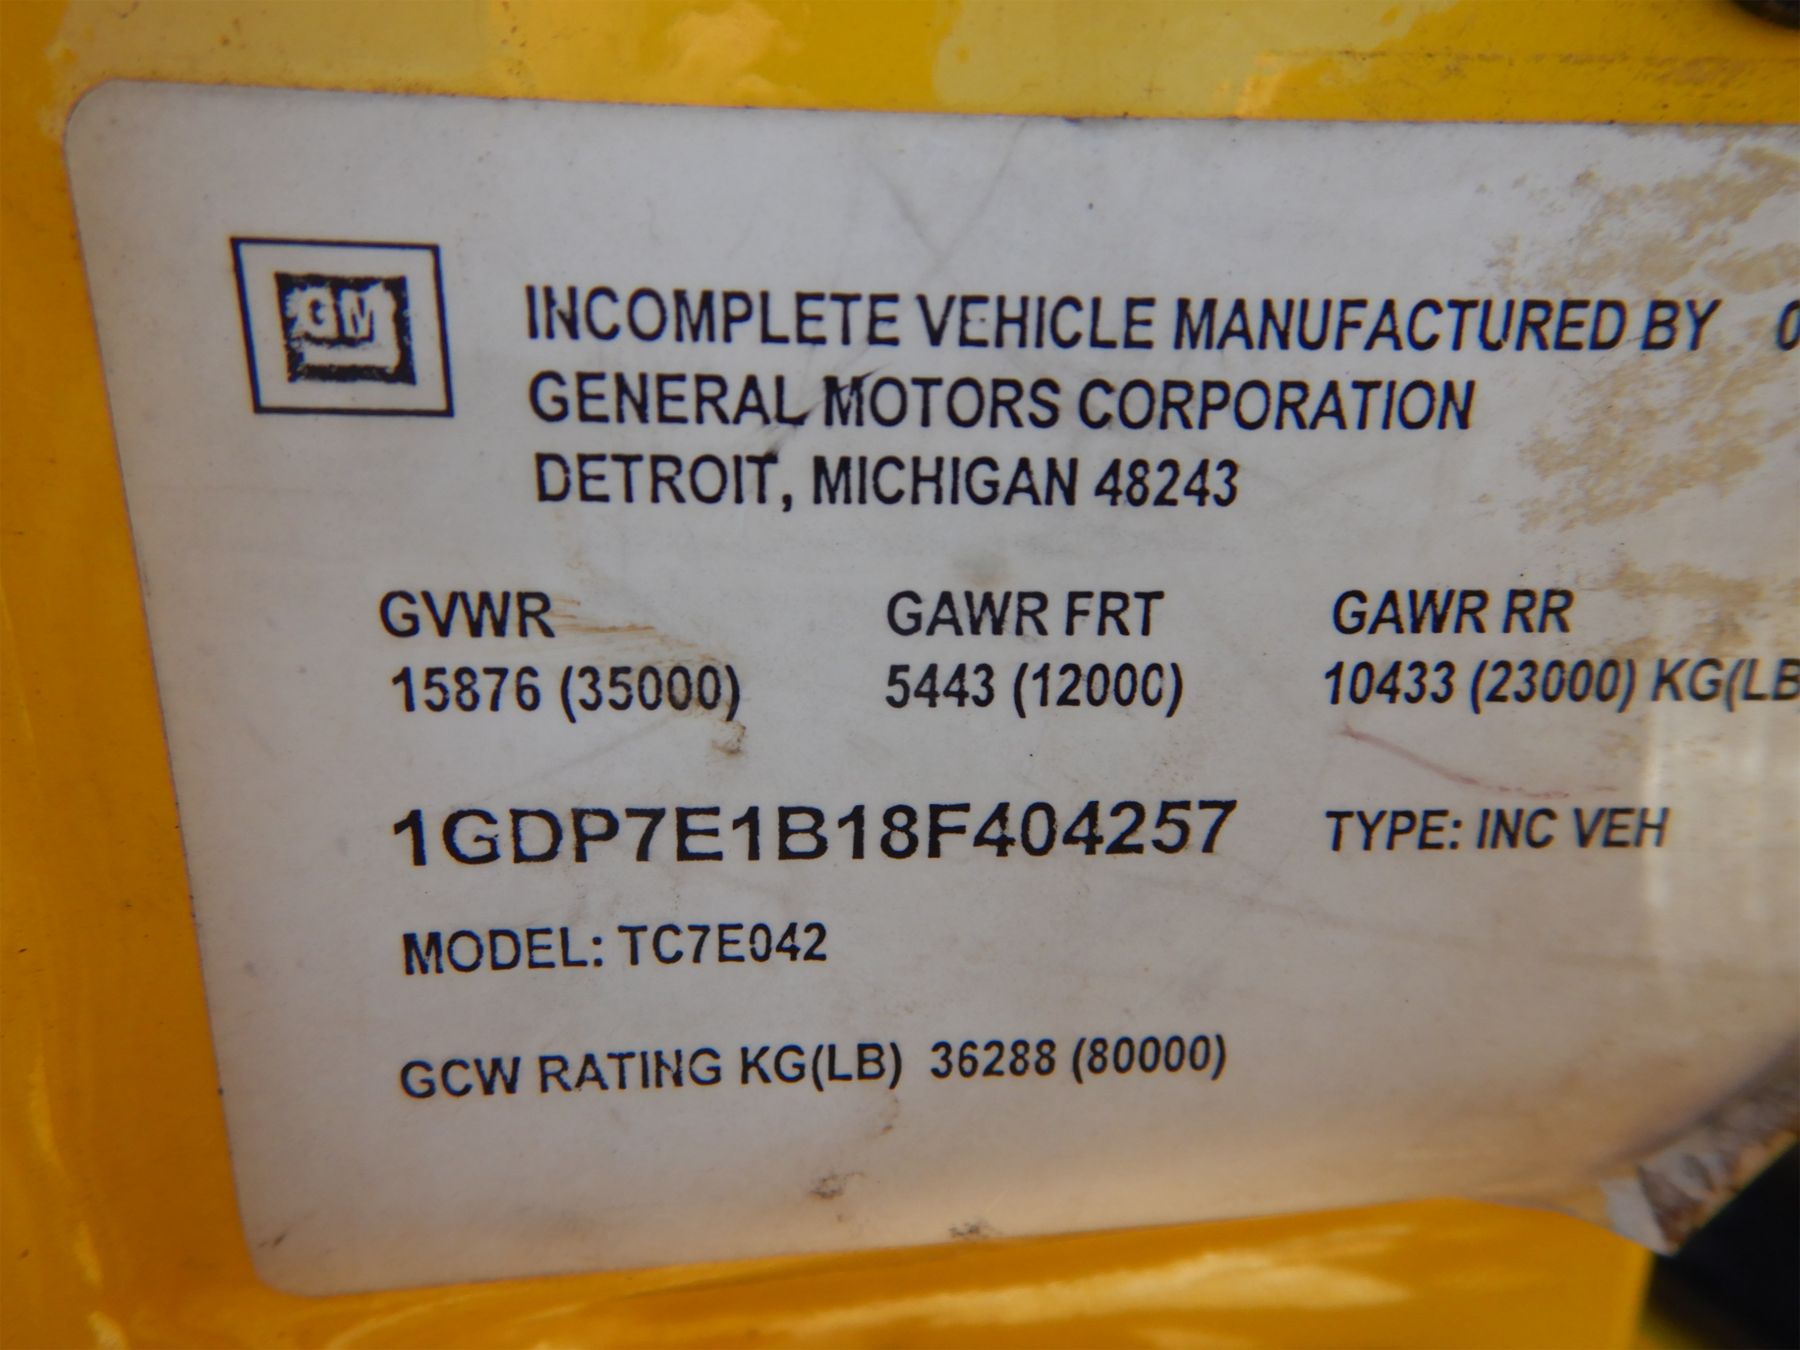 GM
INCOMPLETE VEHICLE MANUFACTURED BY
GENERAL MOTORS CORPORATION
DETROIT, MICHIGAN 48243
GVWR GAWR FRT GAWR RR
15876 (35000) 5443 (12000) 10433 (23000) KG(LB
1GDP7E1B18F404257 TYPE: INC VEH
MODEL: TC7E042
GCW RATING KG(LB) 36288 (80000)